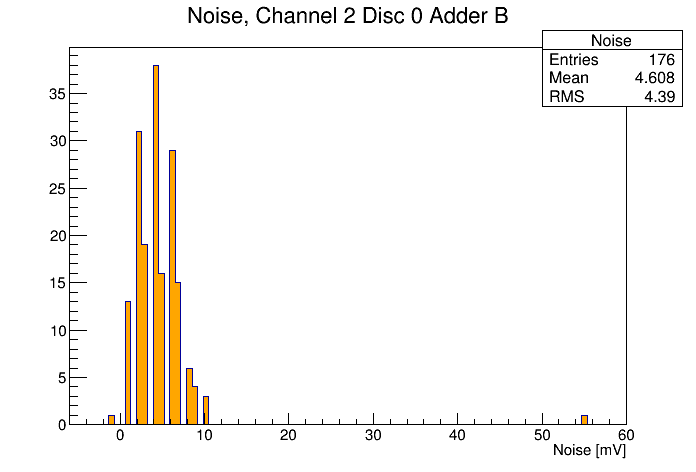 Noise, Channel 2 Disc 0 Adder B
Noise
Entries 176
Mean 4.608
RMS 4.39
35
30
25
20
15
10
5
0
0 10 20 30 40 50 60
Noise [mV]